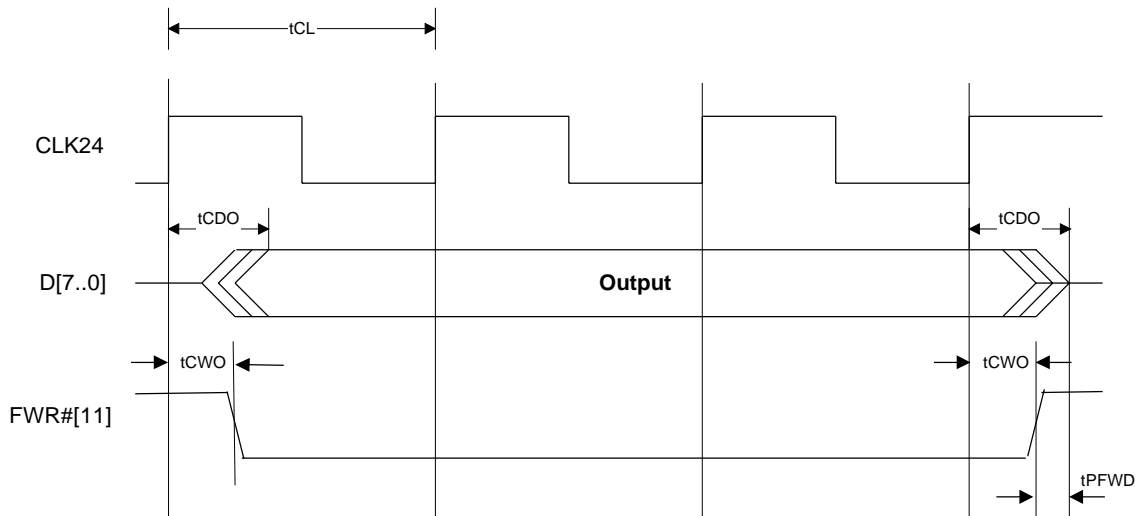 tCL
CLK24
tCDO
tCDO
D[7..0]
Output
tCWO
tCWO
FWR#[11]
tPFWD